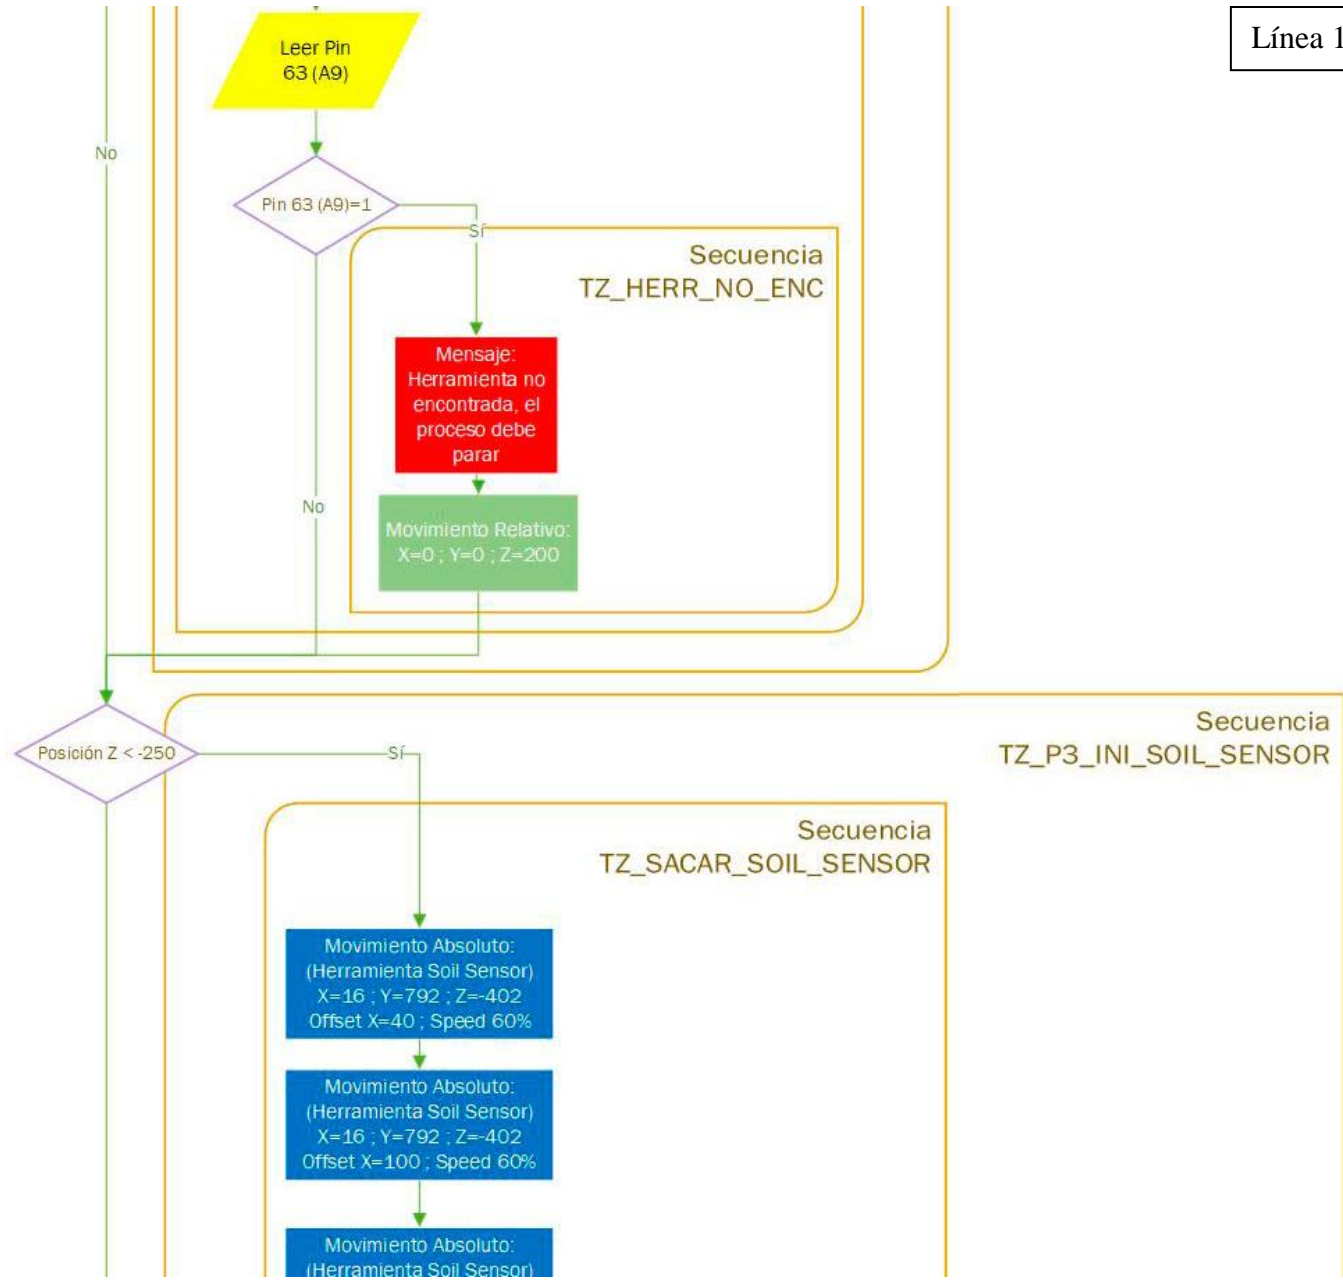 Línea 1
Leer Pin
63 (A9)
No
Pin 63 (A9)=1
Sí
Secuencia
TZ_HERR_NO_ENC
Mensaje:
Herramienta no
encontrada, el
proceso debe
parar
No
Movimiento Relativo:
X=0 ; Y=0 ; Z=200
Secuencia
TZ_P3_INI_SOIL_SENSOR
Posición Z < -250
Sí
Secuencia
TZ_SACAR_SOIL_SENSOR
Movimiento Absoluto:
(Herramienta Soil Sensor)
X=16 ; Y=792 ; Z=-402
Offset X=40 ; Speed 60%
Movimiento Absoluto:
(Herramienta Soil Sensor)
X=16 ; Y=792 ; Z=-402
Offset X=100 ; Speed 60%
Movimiento Absoluto:
(Herramienta Soil Sensor)